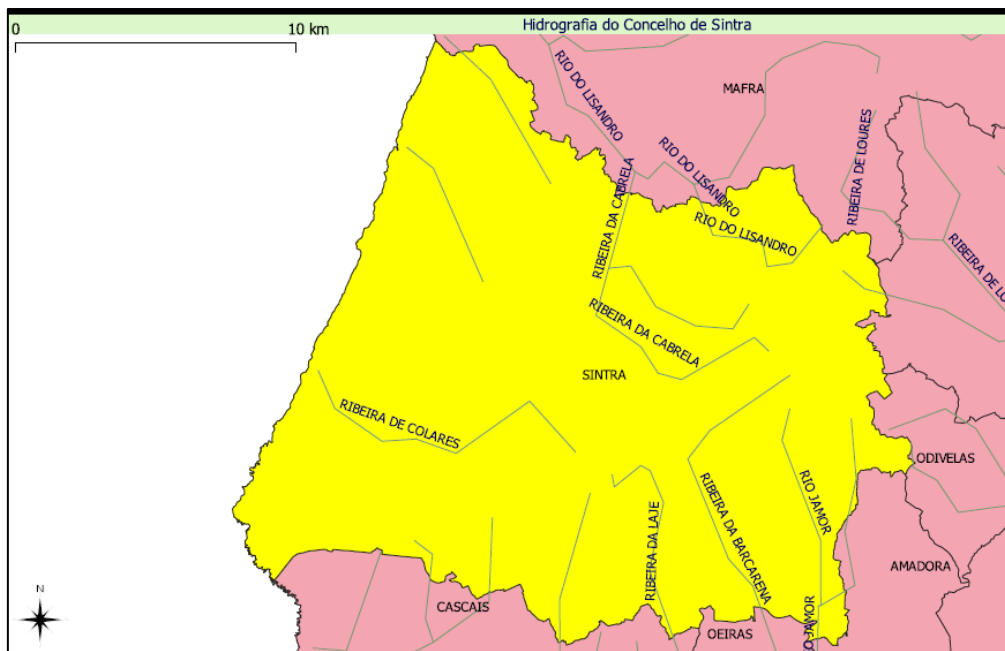 Hidrografia do Concelho de Sintra
0
10 km
RIO DO LISANDRO
MAFRA
RIBEIRA DE LOURES
RIO DO LISANDRO
RIBEIRA DA CABRELA
RIO DO LISANDRO
RIBEIRA DE LO
RIBEIRA DA CABRELA
SINTRA
RIBEIRA DE COLARES
ODIVELAS
RIO JAMOR
RIBEIRA DA LAJE
RIBEIRA DA BARCARENA
AMADORA
N
CASCAIS
OEIRAS
O JAMOR